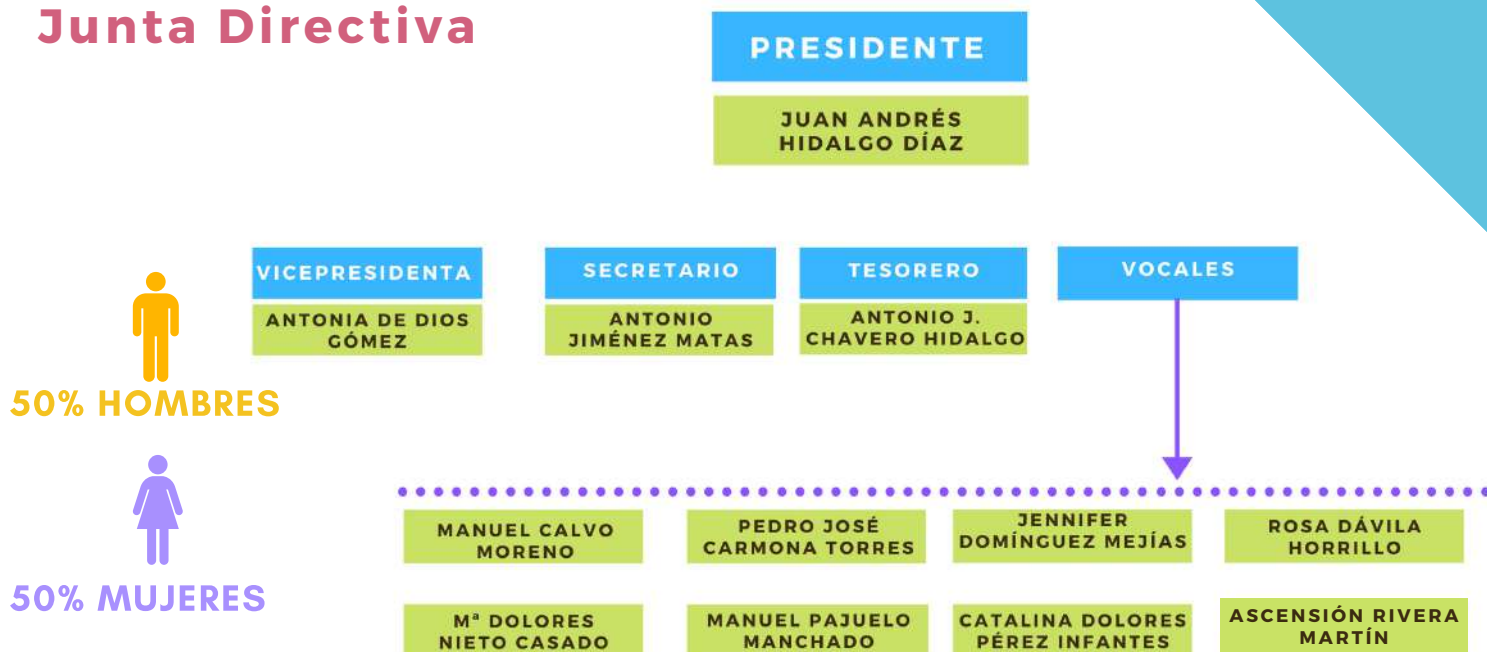 Junta Directiva
PRESIDENTE
JUAN ANDRÉS
HIDALGO DÍAZ
VICEPRESIDENTA
ANTONIA DE DIOS
GÓMEZ
SECRETARIO
ANTONIO
JIMÉNEZ MATAS
TESORERO
ANTONIO J.
CHAVERO HIDALGO
VOCALES
50% HOMBRES
50% MUJERES
MANUEL CALVO
MORENO
PEDRO JOSÉ
CARMONA TORRES
JENNIFER
DOMÍNGUEZ MEJÍAS
ROSA DÁVILA
HORRILLO
Mª DOLORES
NIETO CASADO
MANUEL PAJUELO
MANCHADO
CATALINA DOLORES
PÉREZ INFANTES
ASCENSIÓN RIVERA
MARTÍN